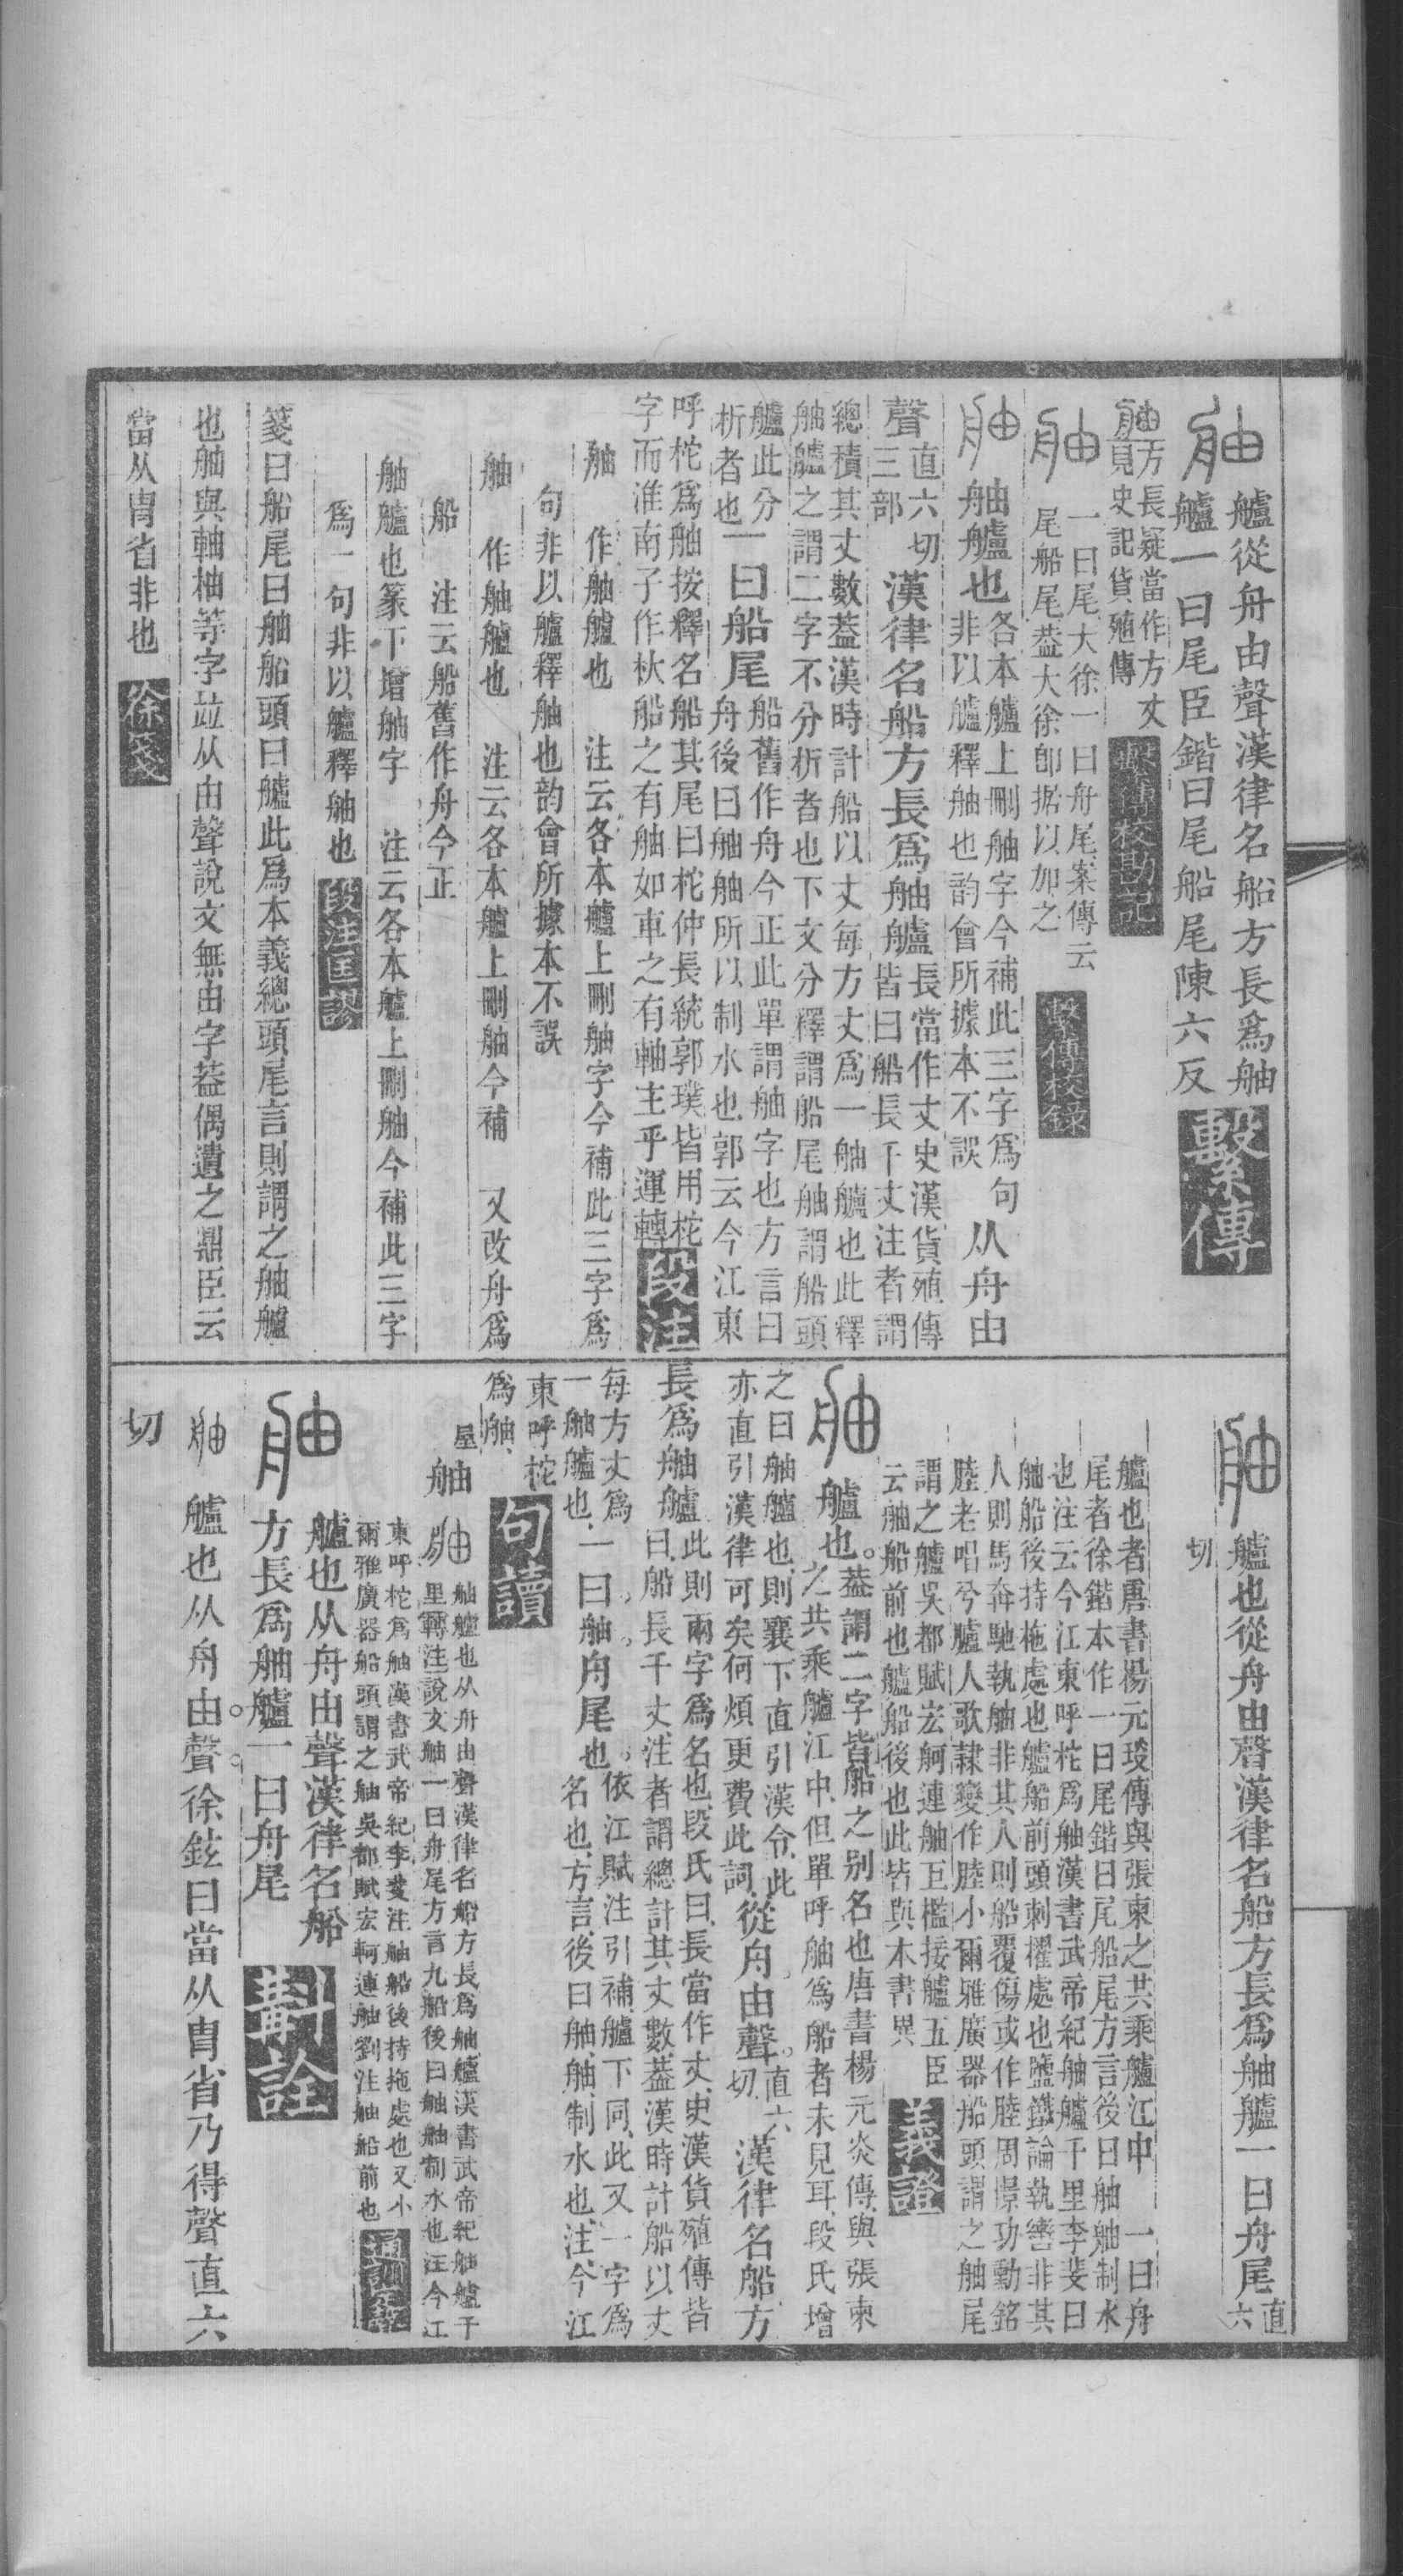 舳
艫從舟由聲漢律名船方長爲舳
艫一曰尾臣鍇曰尾船尾陳六反
繫傳
舳方長疑當作方丈
見史記貨殖傳
繫傳校勘記
舳
一曰尾大徐一曰舟尾案傳云
尾船尾葢大徐卽据以加之
繫傳校錄
舳
舳艫也
各本艫上刪舳字今補此三字爲句
非以艫釋舳也韵會所據本不誤
从舟由
聲
直六切
三部
漢律名船方長爲舳艫
長當作丈史漢貨殖傳
皆曰船長千丈注者謂
總積其丈數葢漢時計船以丈每方丈爲一舳艫也此釋
舳艫之謂二字不分析者也下文分釋謂船尾舳謂船頭
艫此分
析者也
一曰船尾
船舊作舟今正此單謂舳字也方言曰
舟後曰舳舳所以制水也郭云今江東
呼柁爲舳按釋名船其尾曰柁仲長統郭璞皆用柁
字而淮南子作杕船之有舳如車之有軸主乎運轉
段注
舳　作舳艫也　注云各本艫上刪舳字今補此三字爲
句非以艫釋舳也韵會所據本不誤
舳　作舳艫也　注云各本艫上刪舳今補　又改舟爲
船　注云船舊作舟今正
舳艫也篆下增舳字　注云各本艫上刪舳今補此三字
爲一句非以艫釋舳也
段注匡謬
箋曰船尾曰舳船頭曰艫此爲本義總頭尾言則謂之舳艫
也舳與軸柚等字竝从由聲說文無由字葢偶遺之鼎臣云
當从冑省非也
徐箋
舳
艫也從舟由聲漢律名船方長爲舳艫一曰舟尾
直六
切
艫也者唐書楊元琰傳與張柬之共乘艫江中　一曰舟
尾者徐鍇本作一曰尾鍇曰尾船尾方言後曰舳舳制水
也注云今江東呼柁爲舳漢書武帝紀舳艫千里李斐曰
舳船後持柂處也艫船前頭刺櫂處也鹽鐵論執轡非其
人則馬奔馳執舳非其人則船覆傷或作𦩑周憬功勳銘
𦩑老唱兮艫人歌隸變作𦩑小爾雅廣器船頭謂之舳尾
謂之艫吳都賦宏舸連舳巨檻接艫五臣
云舳船前也艫船後也此皆與本書異
義證
舳
艫也
葢謂二字皆船之别名也唐書楊元炎傳與張柬
之共乘艫江中但單呼舳爲船者未見耳段氏增
之曰舳艫也則襄下直引漢令此
亦直引漢律可矣何煩更費此詞
從舟由聲
直六
切
漢律名船方
長爲舳艫
此則兩字爲名也段氏曰長當作丈史漢貨殖傳皆
曰船長千丈注者謂總計其丈數葢漢時計船以丈
每方丈爲
一舳艫也
一曰舳舟尾也
依江賦注引補艫下同此又一字爲
名也方言後曰舳舳制水也注今江
東呼柁
爲舳
句讀
屋
舳
舳
舳艫也从舟由聲漢律名船方長爲舳艫漢書武帝紀舳艫千
里轉注說文舳一曰舟尾方言九船後曰舳舳制水也注今江
東呼柁爲舳漢書武帝紀李斐注舳船後持柂處也又小
爾雅廣器船頭謂之舳吳都賦宏舸連舳劉注舳船前也
通訓定聲
舳
艫也从舟由聲漢律名船
方長爲舳艫一曰舟尾
斠詮
舳
艫也从舟由聲徐鉉曰當从冑省乃得聲直六
切